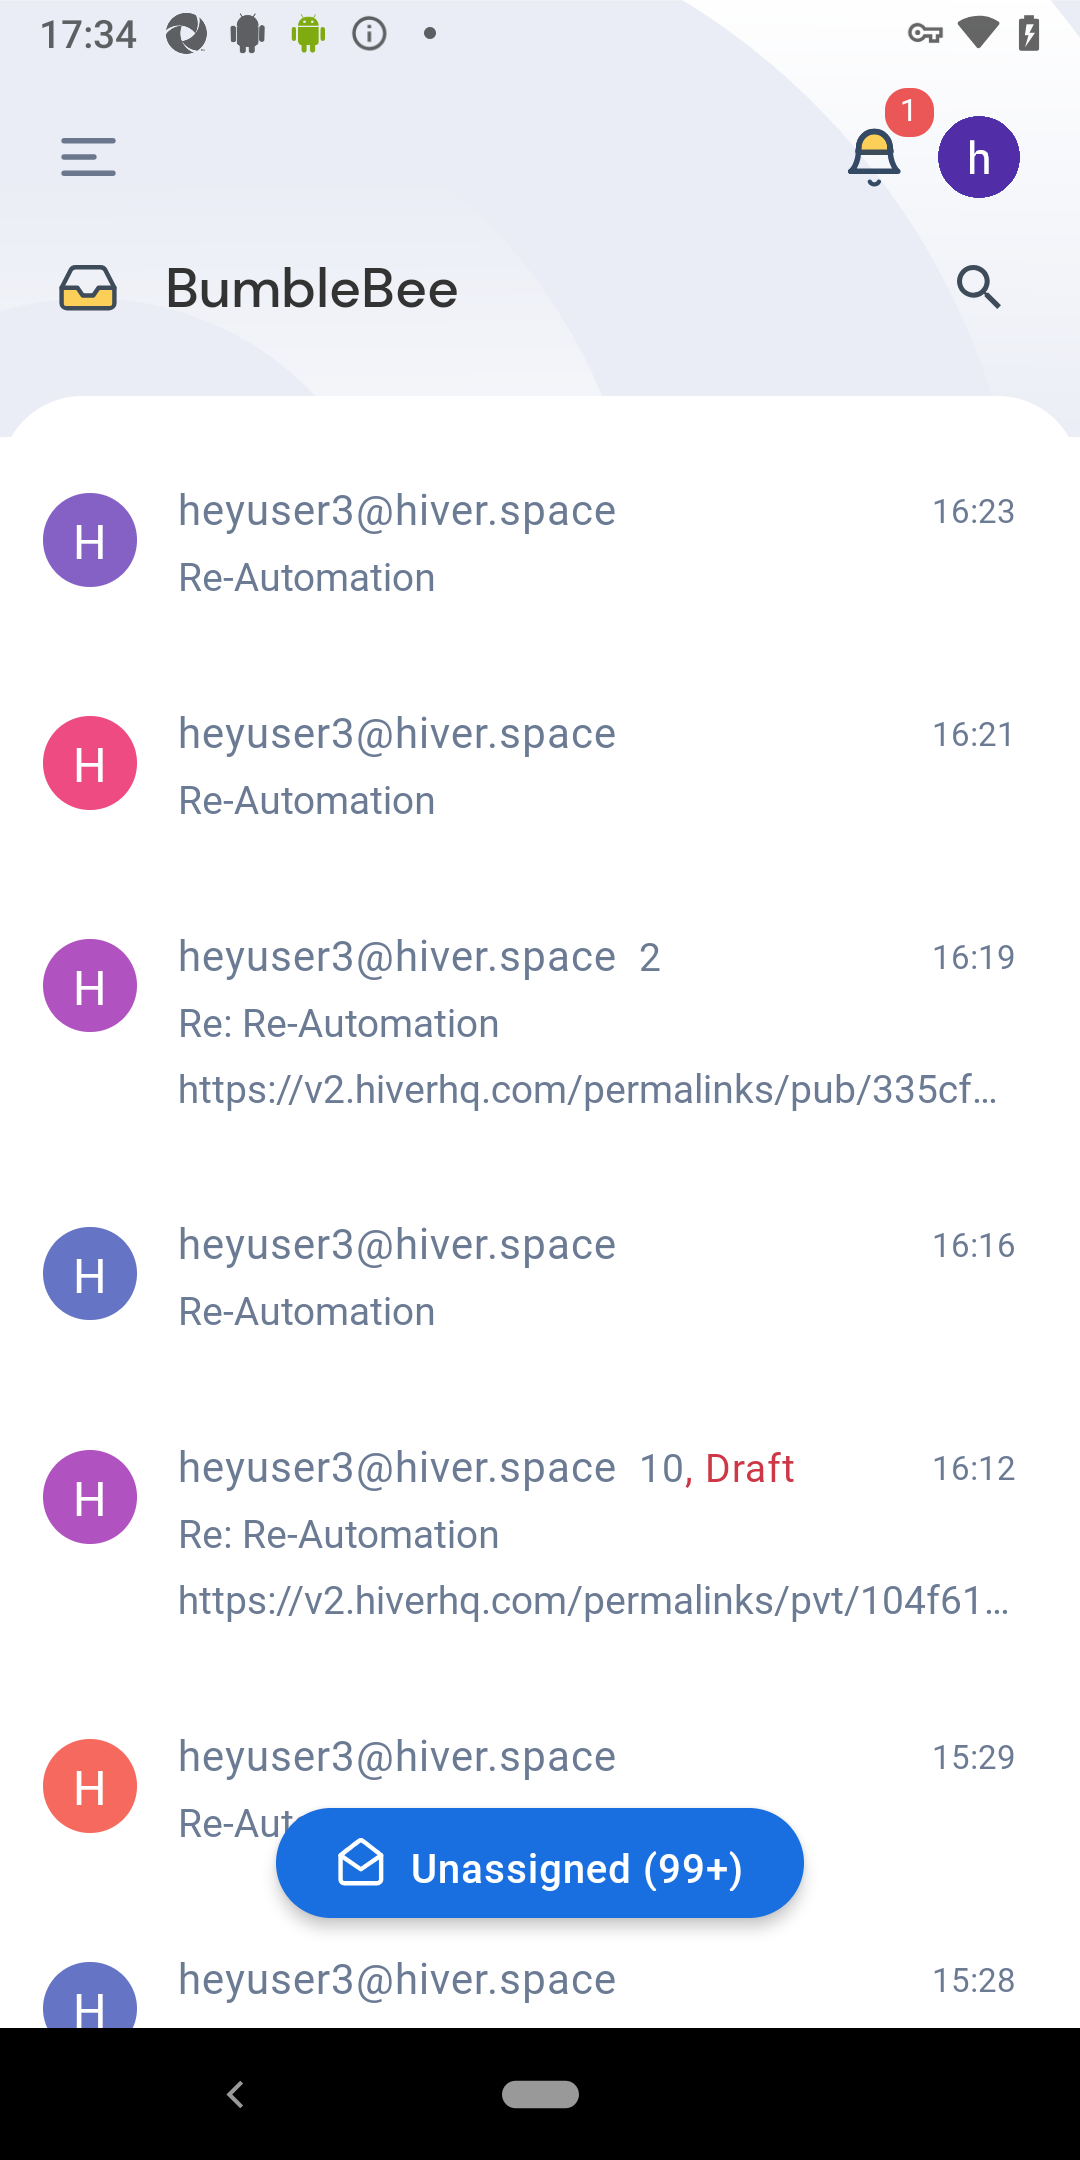 17:34
1
h
BumbleBee
H heyuser3@hiver.space 16:23
Re-Automation
H heyuser3@hiver.space 16:21
Re-Automation
H heyuser3@hiver.space 2 16:19
Re: Re-Automation
https://v2.hiverhq.com/permalinks/pub/335cf...
H heyuser3@hiver.space 16:16
Re-Automation
H heyuser3@hiver.space 10, Draft 16:12
Re: Re-Automation
https://v2.hiverhq.com/permalinks/pvt/104f61...
H heyuser3@hiver.space 15:29
Re-Aut
Unassigned (99+)
H heyuser3@hiver.space 15:28